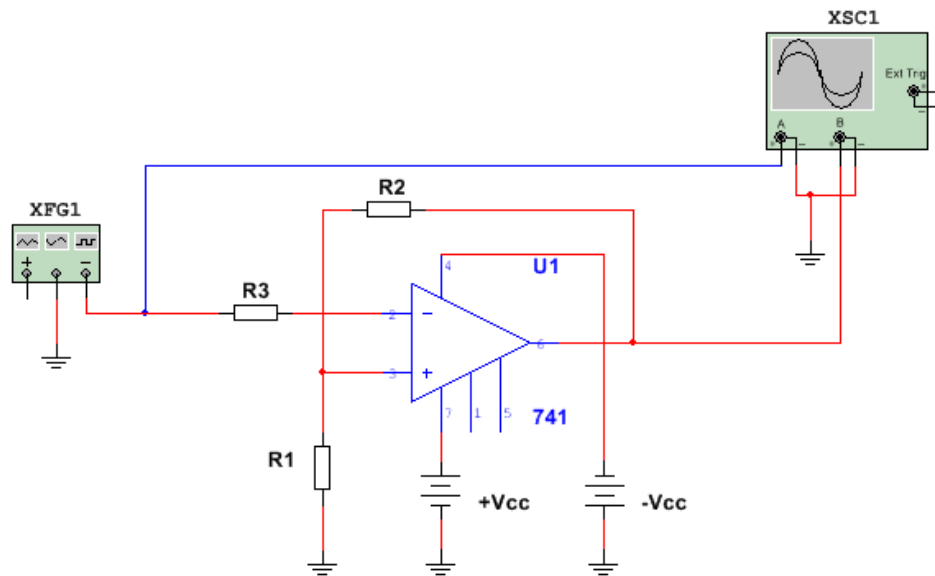 XSC1
Ext Trig
+
-
A
B
+
-
+
-
R2
XFG1
+
-
4
U1
R3
2
-
6
3
+
7
1
5
741
R1
+Vcc
-Vcc